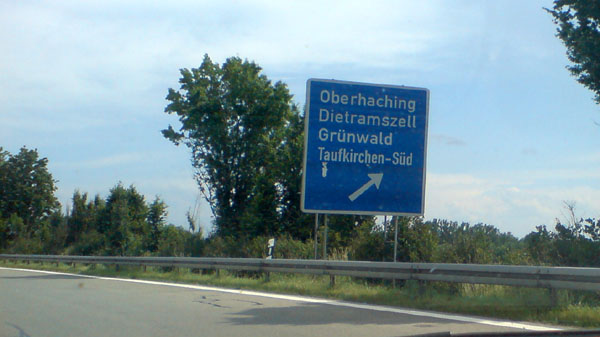 Oberhaching
Dietramszell
Grünwald
Taufkirchen-Süd